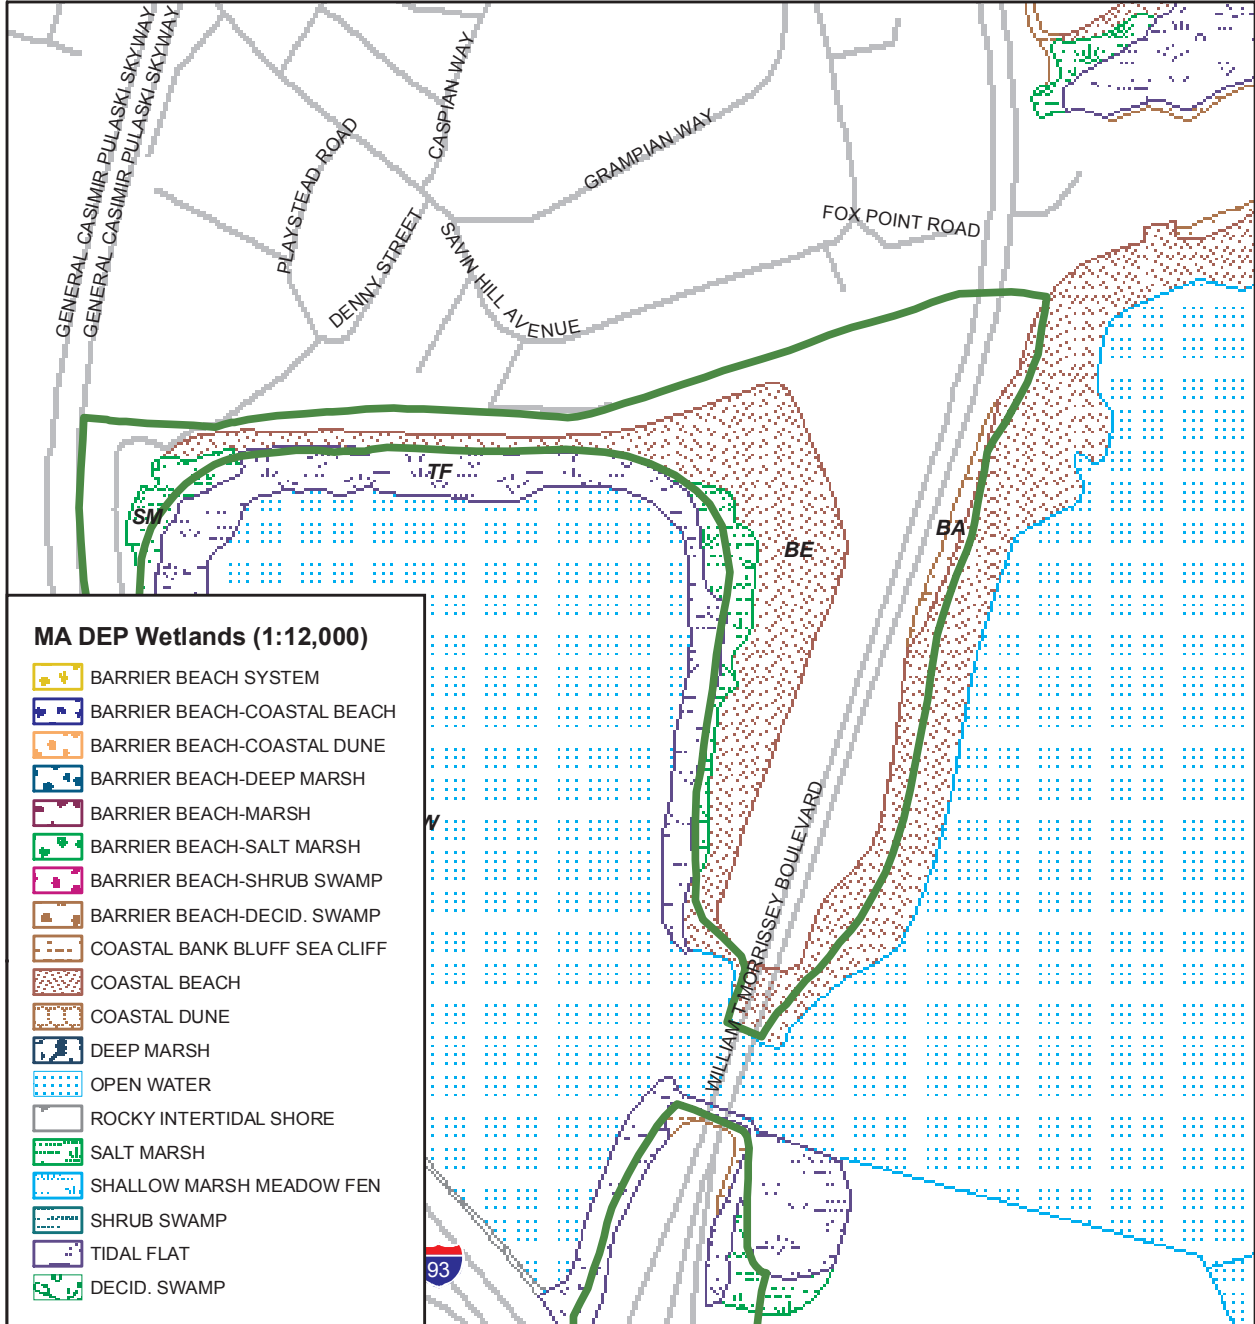 GENERAL CASIMIR PULASKI SKYWAY
GENERAL CASIMIR PULASKI SKYWAY
PLAYSTEAD ROAD
CASPIAN WAY
GRAMPIAN WAY
DENNY STREET
SAVIN HILL AVENUE
FOX POINT ROAD
TF
SM
BE
BA
W
WILLIAM T MORRISSEY BOULEVARD
93
MA DEP Wetlands (1:12,000)
BARRIER BEACH SYSTEM
BARRIER BEACH-COASTAL BEACH
BARRIER BEACH-COASTAL DUNE
BARRIER BEACH-DEEP MARSH
BARRIER BEACH-MARSH
BARRIER BEACH-SALT MARSH
BARRIER BEACH-SHRUB SWAMP
BARRIER BEACH-DECID. SWAMP
COASTAL BANK BLUFF SEA CLIFF
COASTAL BEACH
COASTAL DUNE
DEEP MARSH
OPEN WATER
ROCKY INTERTIDAL SHORE
SALT MARSH
SHALLOW MARSH MEADOW FEN
SHRUB SWAMP
TIDAL FLAT
DECID. SWAMP